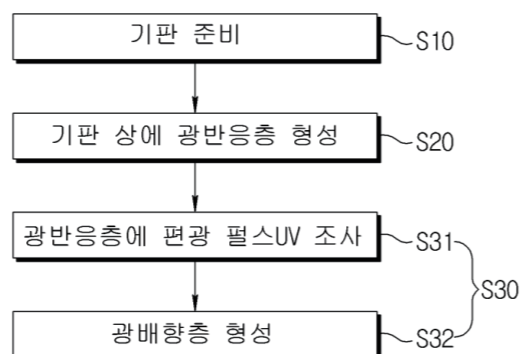 기판 준비
S10
기판 상에 광반응층 형성
S20
광반응층에 편광 펄스UV 조사
S31
S30
광배향층 형성
S32